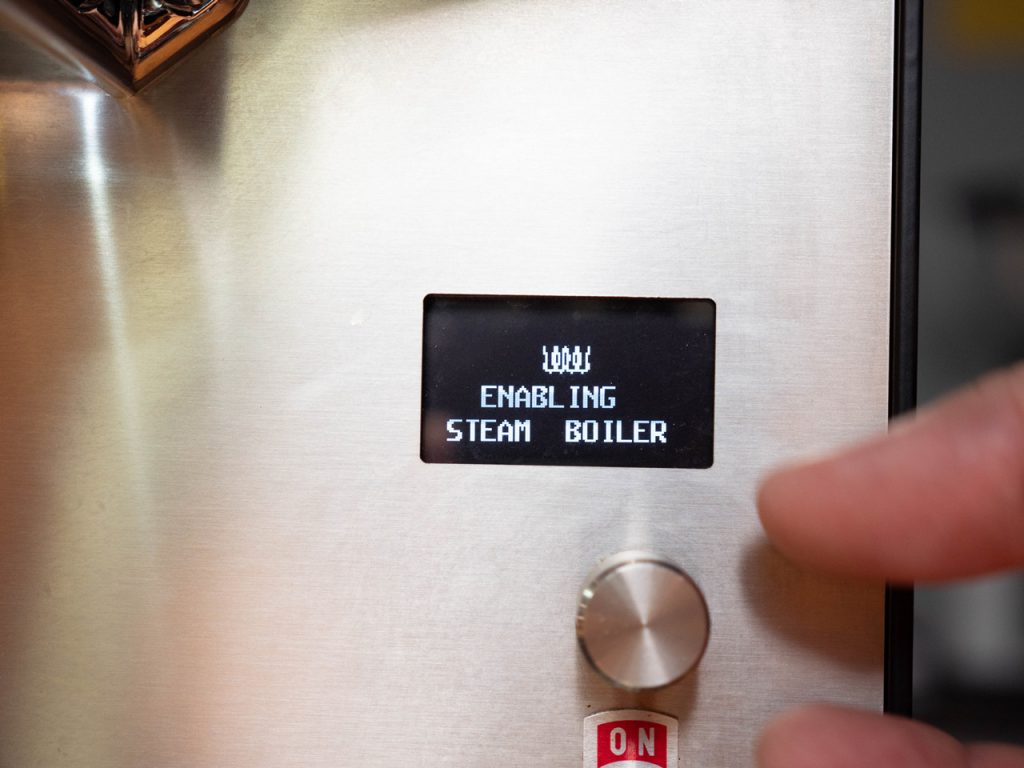 ENABLING
STEAM BOILER
ON